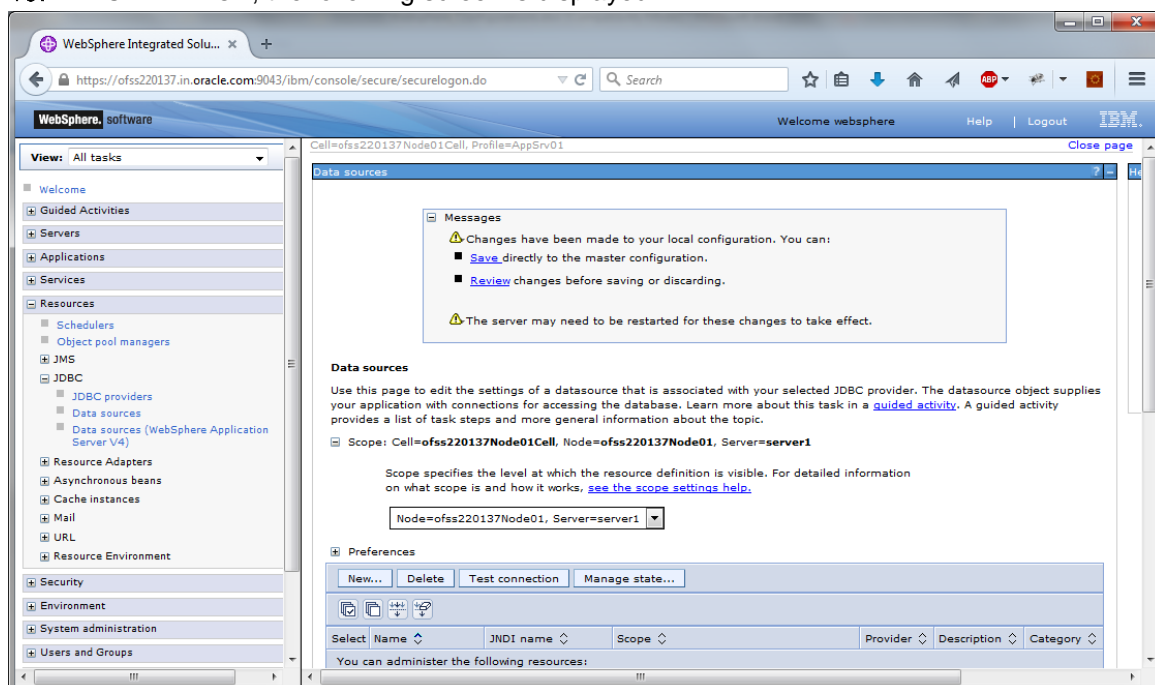 WebSphere Integrated Solu... × +
https://ofss220137.in.oracle.com:9043/ibm/console/secure/securelogon.do
Search
ABP
WebSphere. software
Welcome websphere
Help | Logout
IBM.
View: All tasks
Welcome
Guided Activities
Servers
Applications
Services
Resources
Schedulers
Object pool managers
JMS
JDBC
JDBC providers
Data sources
Data sources (WebSphere Application
Server V4)
Resource Adapters
Asynchronous beans
Cache instances
Mail
URL
Resource Environment
Security
Environment
System administration
Users and Groups
Cell=ofss220137Node01Cell, Profile=AppSrv01
Close page
Data sources
? –
He
Messages
Changes have been made to your local configuration. You can:
Save directly to the master configuration.
Review changes before saving or discarding.
The server may need to be restarted for these changes to take effect.
Data sources
Use this page to edit the settings of a datasource that is associated with your selected JDBC provider. The datasource object supplies
your application with connections for accessing the database. Learn more about this task in a guided activity. A guided activity
provides a list of task steps and more general information about the topic.
Scope: Cell=ofss220137Node01Cell, Node=ofss220137Node01, Server=server1
Scope specifies the level at which the resource definition is visible. For detailed information
on what scope is and how it works, see the scope settings help.
Node=ofss220137Node01, Server=server1
Preferences
New... Delete Test connection Manage state...
Select Name JNDI name Scope Provider Description Category
You can administer the following resources: